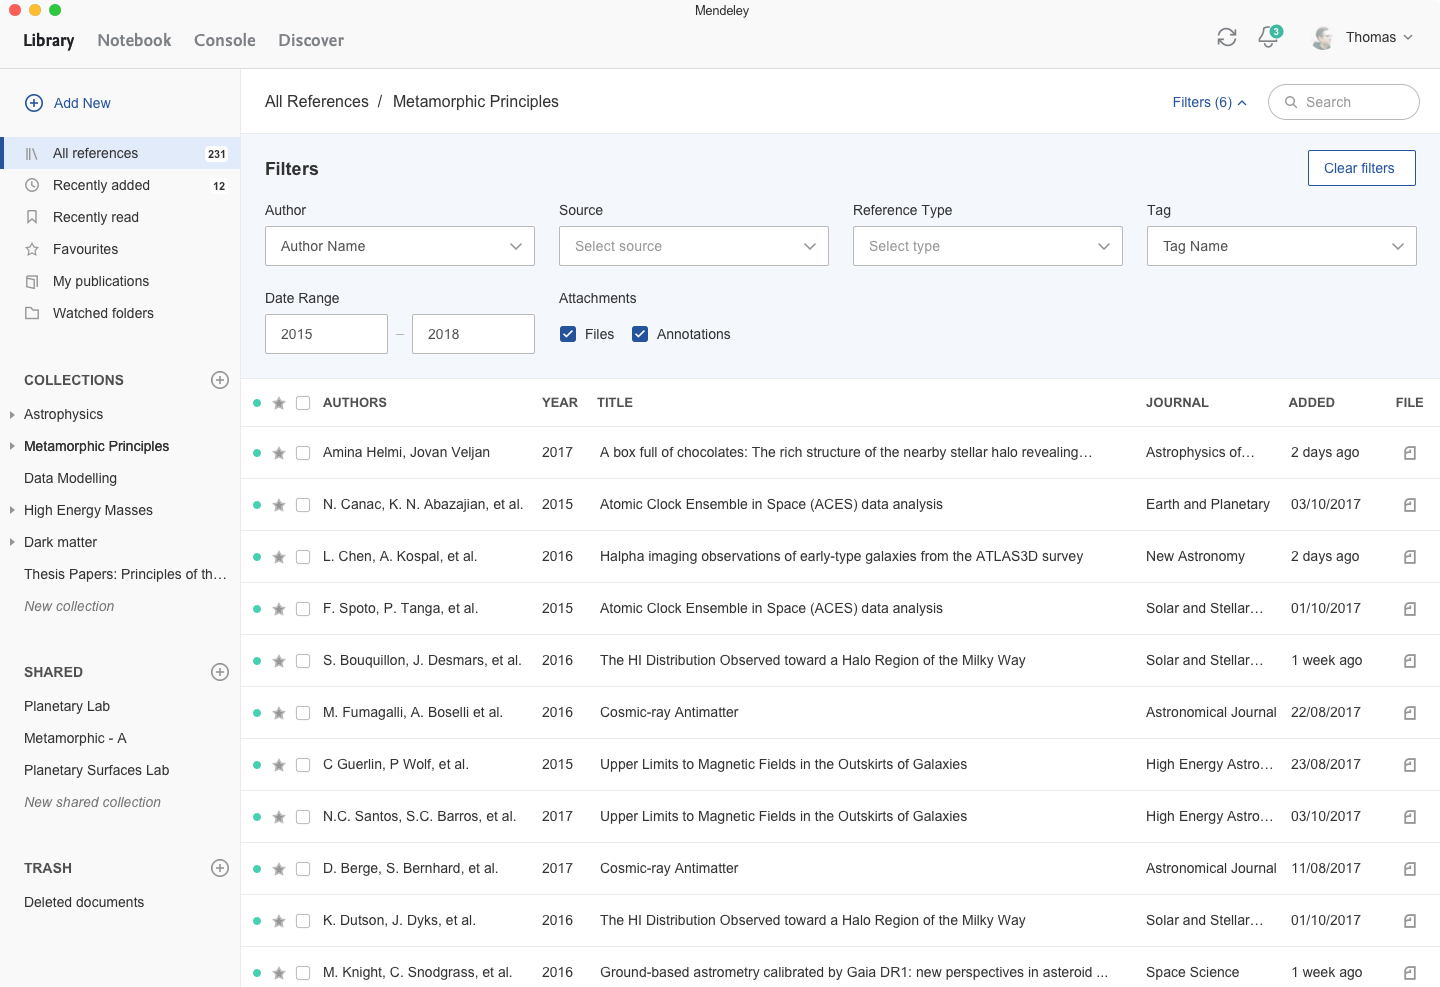 Mendeley
Library Notebook Console Discover
3 Thomas
Add New
All references 231
Recently added 12
Recently read
Favourites
My publications
Watched folders
COLLECTIONS
Astrophysics
Metamorphic Principles
Data Modelling
High Energy Masses
Dark matter
Thesis Papers: Principles of th…
New collection
SHARED
Planetary Lab
Metamorphic - A
Planetary Surfaces Lab
New shared collection
TRASH
Deleted documents
All References / Metamorphic Principles
Filters (6) Search
Filters Clear filters
Author Source Reference Type Tag
Author Name Select source Select type Tag Name
Date Range Attachments
2015 – 2018 Files Annotations
AUTHORS YEAR TITLE JOURNAL ADDED FILE
Amina Helmi, Jovan Veljan 2017 A box full of chocolates: The rich structure of the nearby stellar halo revealing… Astrophysics of… 2 days ago
N. Canac, K. N. Abazajian, et al. 2015 Atomic Clock Ensemble in Space (ACES) data analysis Earth and Planetary 03/10/2017
L. Chen, A. Kospal, et al. 2016 Halpha imaging observations of early-type galaxies from the ATLAS3D survey New Astronomy 2 days ago
F. Spoto, P. Tanga, et al. 2015 Atomic Clock Ensemble in Space (ACES) data analysis Solar and Stellar… 01/10/2017
S. Bouquillon, J. Desmars, et al. 2016 The HI Distribution Observed toward a Halo Region of the Milky Way Solar and Stellar… 1 week ago
M. Fumagalli, A. Boselli et al. 2016 Cosmic-ray Antimatter Astronomical Journal 22/08/2017
C Guerlin, P Wolf, et al. 2015 Upper Limits to Magnetic Fields in the Outskirts of Galaxies High Energy Astro… 23/08/2017
N.C. Santos, S.C. Barros, et al. 2017 Upper Limits to Magnetic Fields in the Outskirts of Galaxies High Energy Astro… 03/10/2017
D. Berge, S. Bernhard, et al. 2017 Cosmic-ray Antimatter Astronomical Journal 11/08/2017
K. Dutson, J. Dyks, et al. 2016 The HI Distribution Observed toward a Halo Region of the Milky Way Solar and Stellar… 01/10/2017
M. Knight, C. Snodgrass, et al. 2016 Ground-based astrometry calibrated by Gaia DR1: new perspectives in asteroid ... Space Science 1 week ago